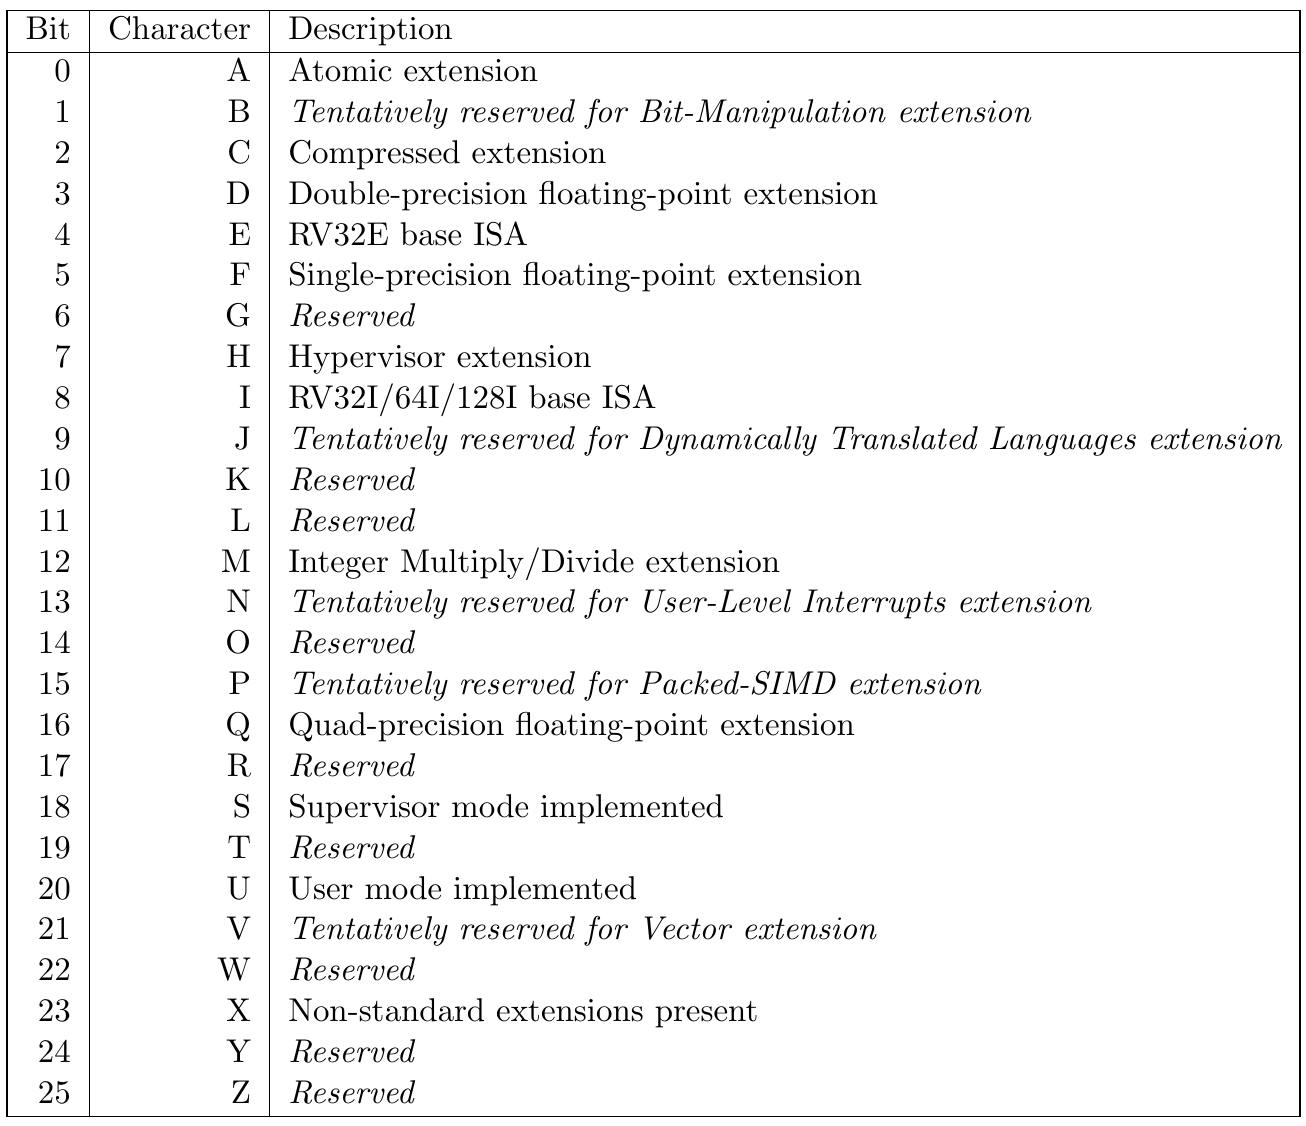 Bit Character Description
0 A Atomic extension
1 B Tentatively reserved for Bit-Manipulation extension
2 C Compressed extension
3 D Double-precision floating-point extension
4 E RV32E base ISA
5 F Single-precision floating-point extension
6 G Reserved
7 H Hypervisor extension
8 I RV32I/64I/128I base ISA
9 J Tentatively reserved for Dynamically Translated Languages extension
10 K Reserved
11 L Reserved
12 M Integer Multiply/Divide extension
13 N Tentatively reserved for User-Level Interrupts extension
14 O Reserved
15 P Tentatively reserved for Packed-SIMD extension
16 Q Quad-precision floating-point extension
17 R Reserved
18 S Supervisor mode implemented
19 T Reserved
20 U User mode implemented
21 V Tentatively reserved for Vector extension
22 W Reserved
23 X Non-standard extensions present
24 Y Reserved
25 Z Reserved